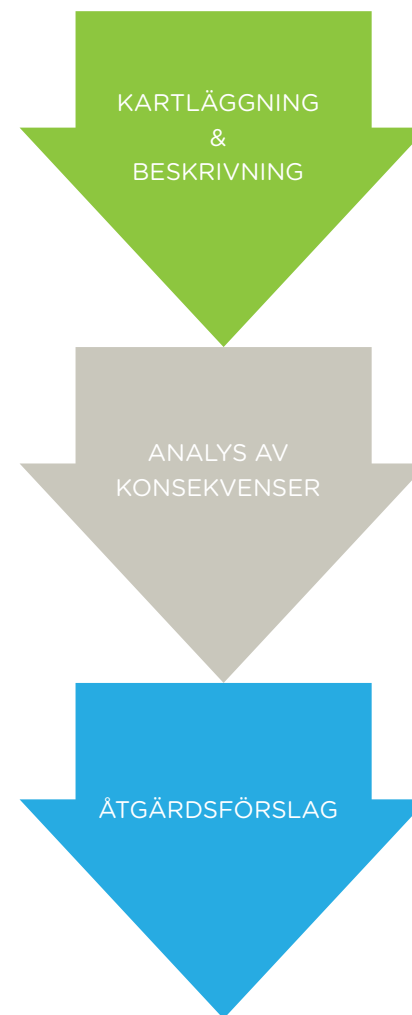 KARTLÄGGNING
&
BESKRIVNING
ANALYS AV
KONSEKVENSER
ÅTGÄRDSFÖRSLAG